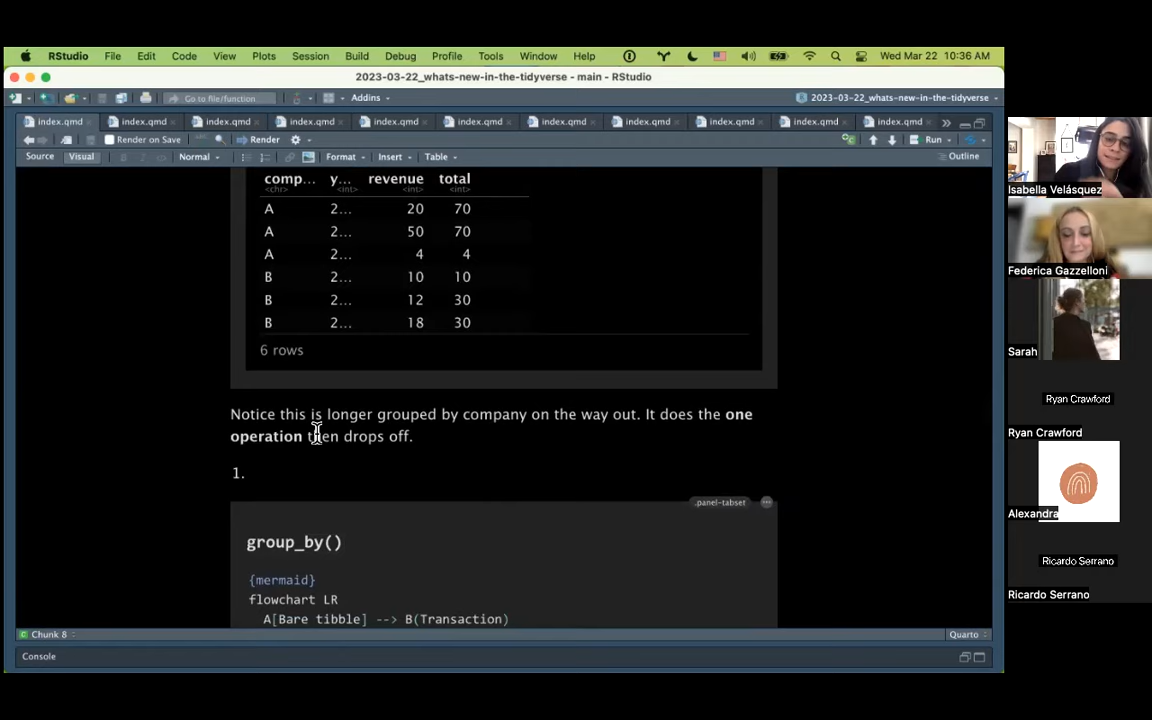 RStudio File Edit Code View Plots Session Build Debug Profile Tools Window Help Wed Mar 22 10:36 AM
2023-03-22_whats-new-in-the-tidyverse - main - RStudio
Go to file/function Addins 2023-03-22_whats-new-in-the-tidyverse
index.qmd index.qmd index.qmd index.qmd index.qmd index.qmd index.qmd index.qmd index.qmd index.qmd index.qmd
Render on Save Render Run
Source Visual Normal Format Insert Table Outline
comp... y... revenue total
<chr> <int> <int> <int>
A 2... 20 70
A 2... 50 70
A 2... 4 4
B 2... 10 10
B 2... 12 30
B 2... 18 30
6 rows
Notice this is longer grouped by company on the way out. It does the one
operation then drops off.
1.
.panel-tabset
group_by()
{mermaid}
flowchart LR
A[Bare tibble] --> B(Transaction)
Chunk 8 Quarto
Console
Isabella Velásquez
Federica Gazzelloni
Sarah
Ryan Crawford
Ryan Crawford
Alexandra
Ricardo Serrano
Ricardo Serrano